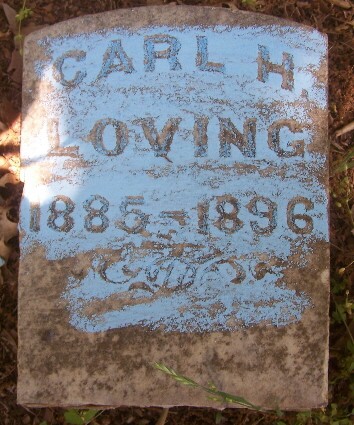 CARL H.
LOVING
1885 = 1896